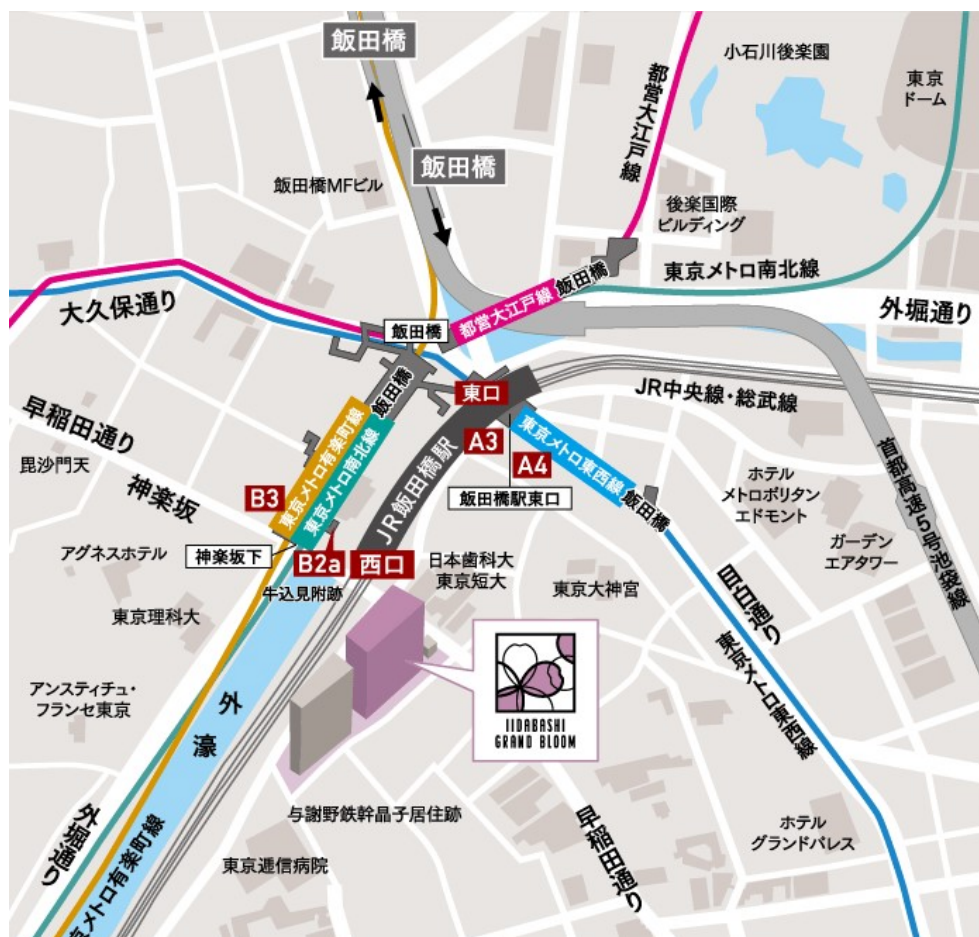 飯田橋
小石川後楽園
東京
ドーム
都営大江戸線
飯田橋
飯田橋MFビル
後楽国際
ビルディング
東京メトロ南北線
飯田橋
都営大江戸線
外堀通り
大久保通り
飯田橋
東口
JR中央線・総武線
飯田橋
早稲田通り
毘沙門天
神楽坂
東京メトロ有楽町線
東京メトロ南北線
JR飯田橋駅
A3
A4
東京メトロ東西線
飯田橋
飯田橋駅東口
ホテル
メトロポリタン
エドモント
首都高速5号池袋線
B3
アグネスホテル
神楽坂下
B2a
西口
牛込見附跡
日本歯科大
東京短大
東京大神宮
ガーデン
エアタワー
目白通り
東京メトロ東西線
東京理科大
アンスティチュ・
フランセ東京
外濠
IIDABASHI
GRAND BLOOM
外堀通り
京メトロ有楽町線
与謝野鉄幹晶子居住跡
早稲田通り
ホテル
グランドパレス
東京逓信病院